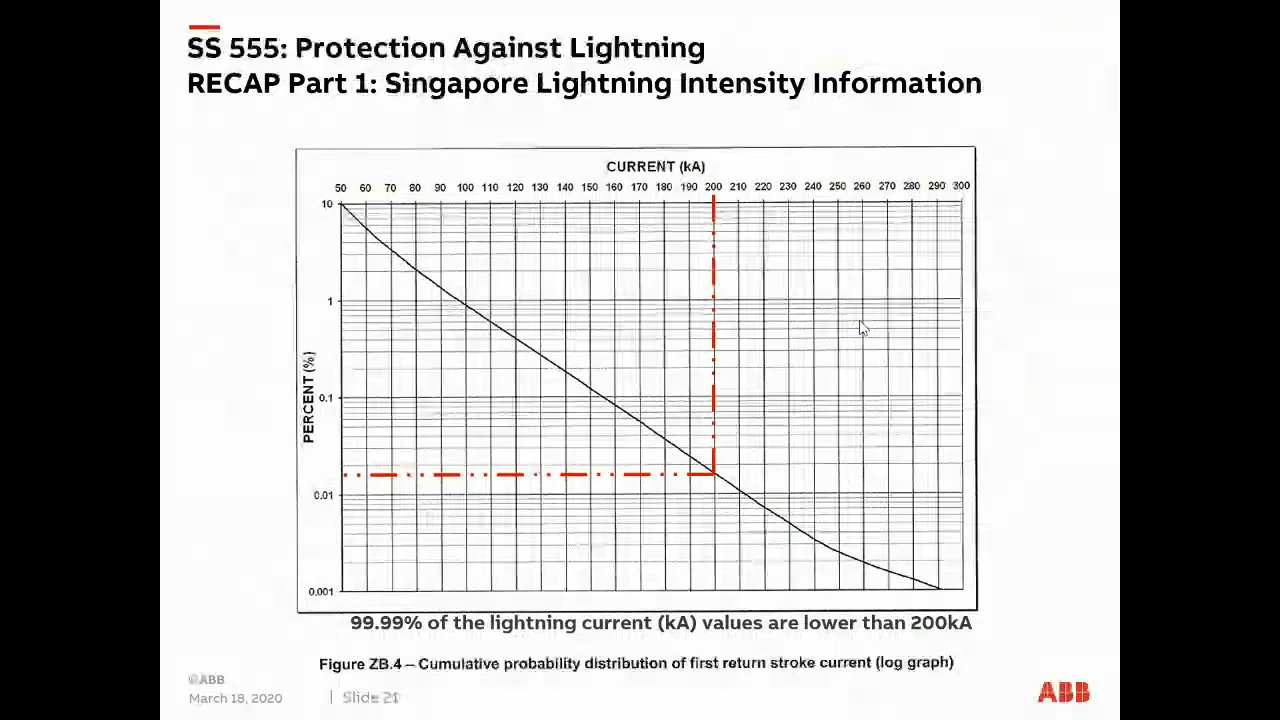 SS 555: Protection Against Lightning
RECAP Part 1: Singapore Lightning Intensity Information
CURRENT (kA)
50 60 70 80 90 100 110 120 130 140 150 160 170 180 190 200 210 220 230 240 250 260 270 280 290 300
10
1
0.1
0.01
0.001
PERCENT (%)
99.99% of the lightning current (kA) values are lower than 200kA
Figure ZB.4 – Cumulative probability distribution of first return stroke current (log graph)
©ABB
March 18, 2020 | Slide 21
ABB